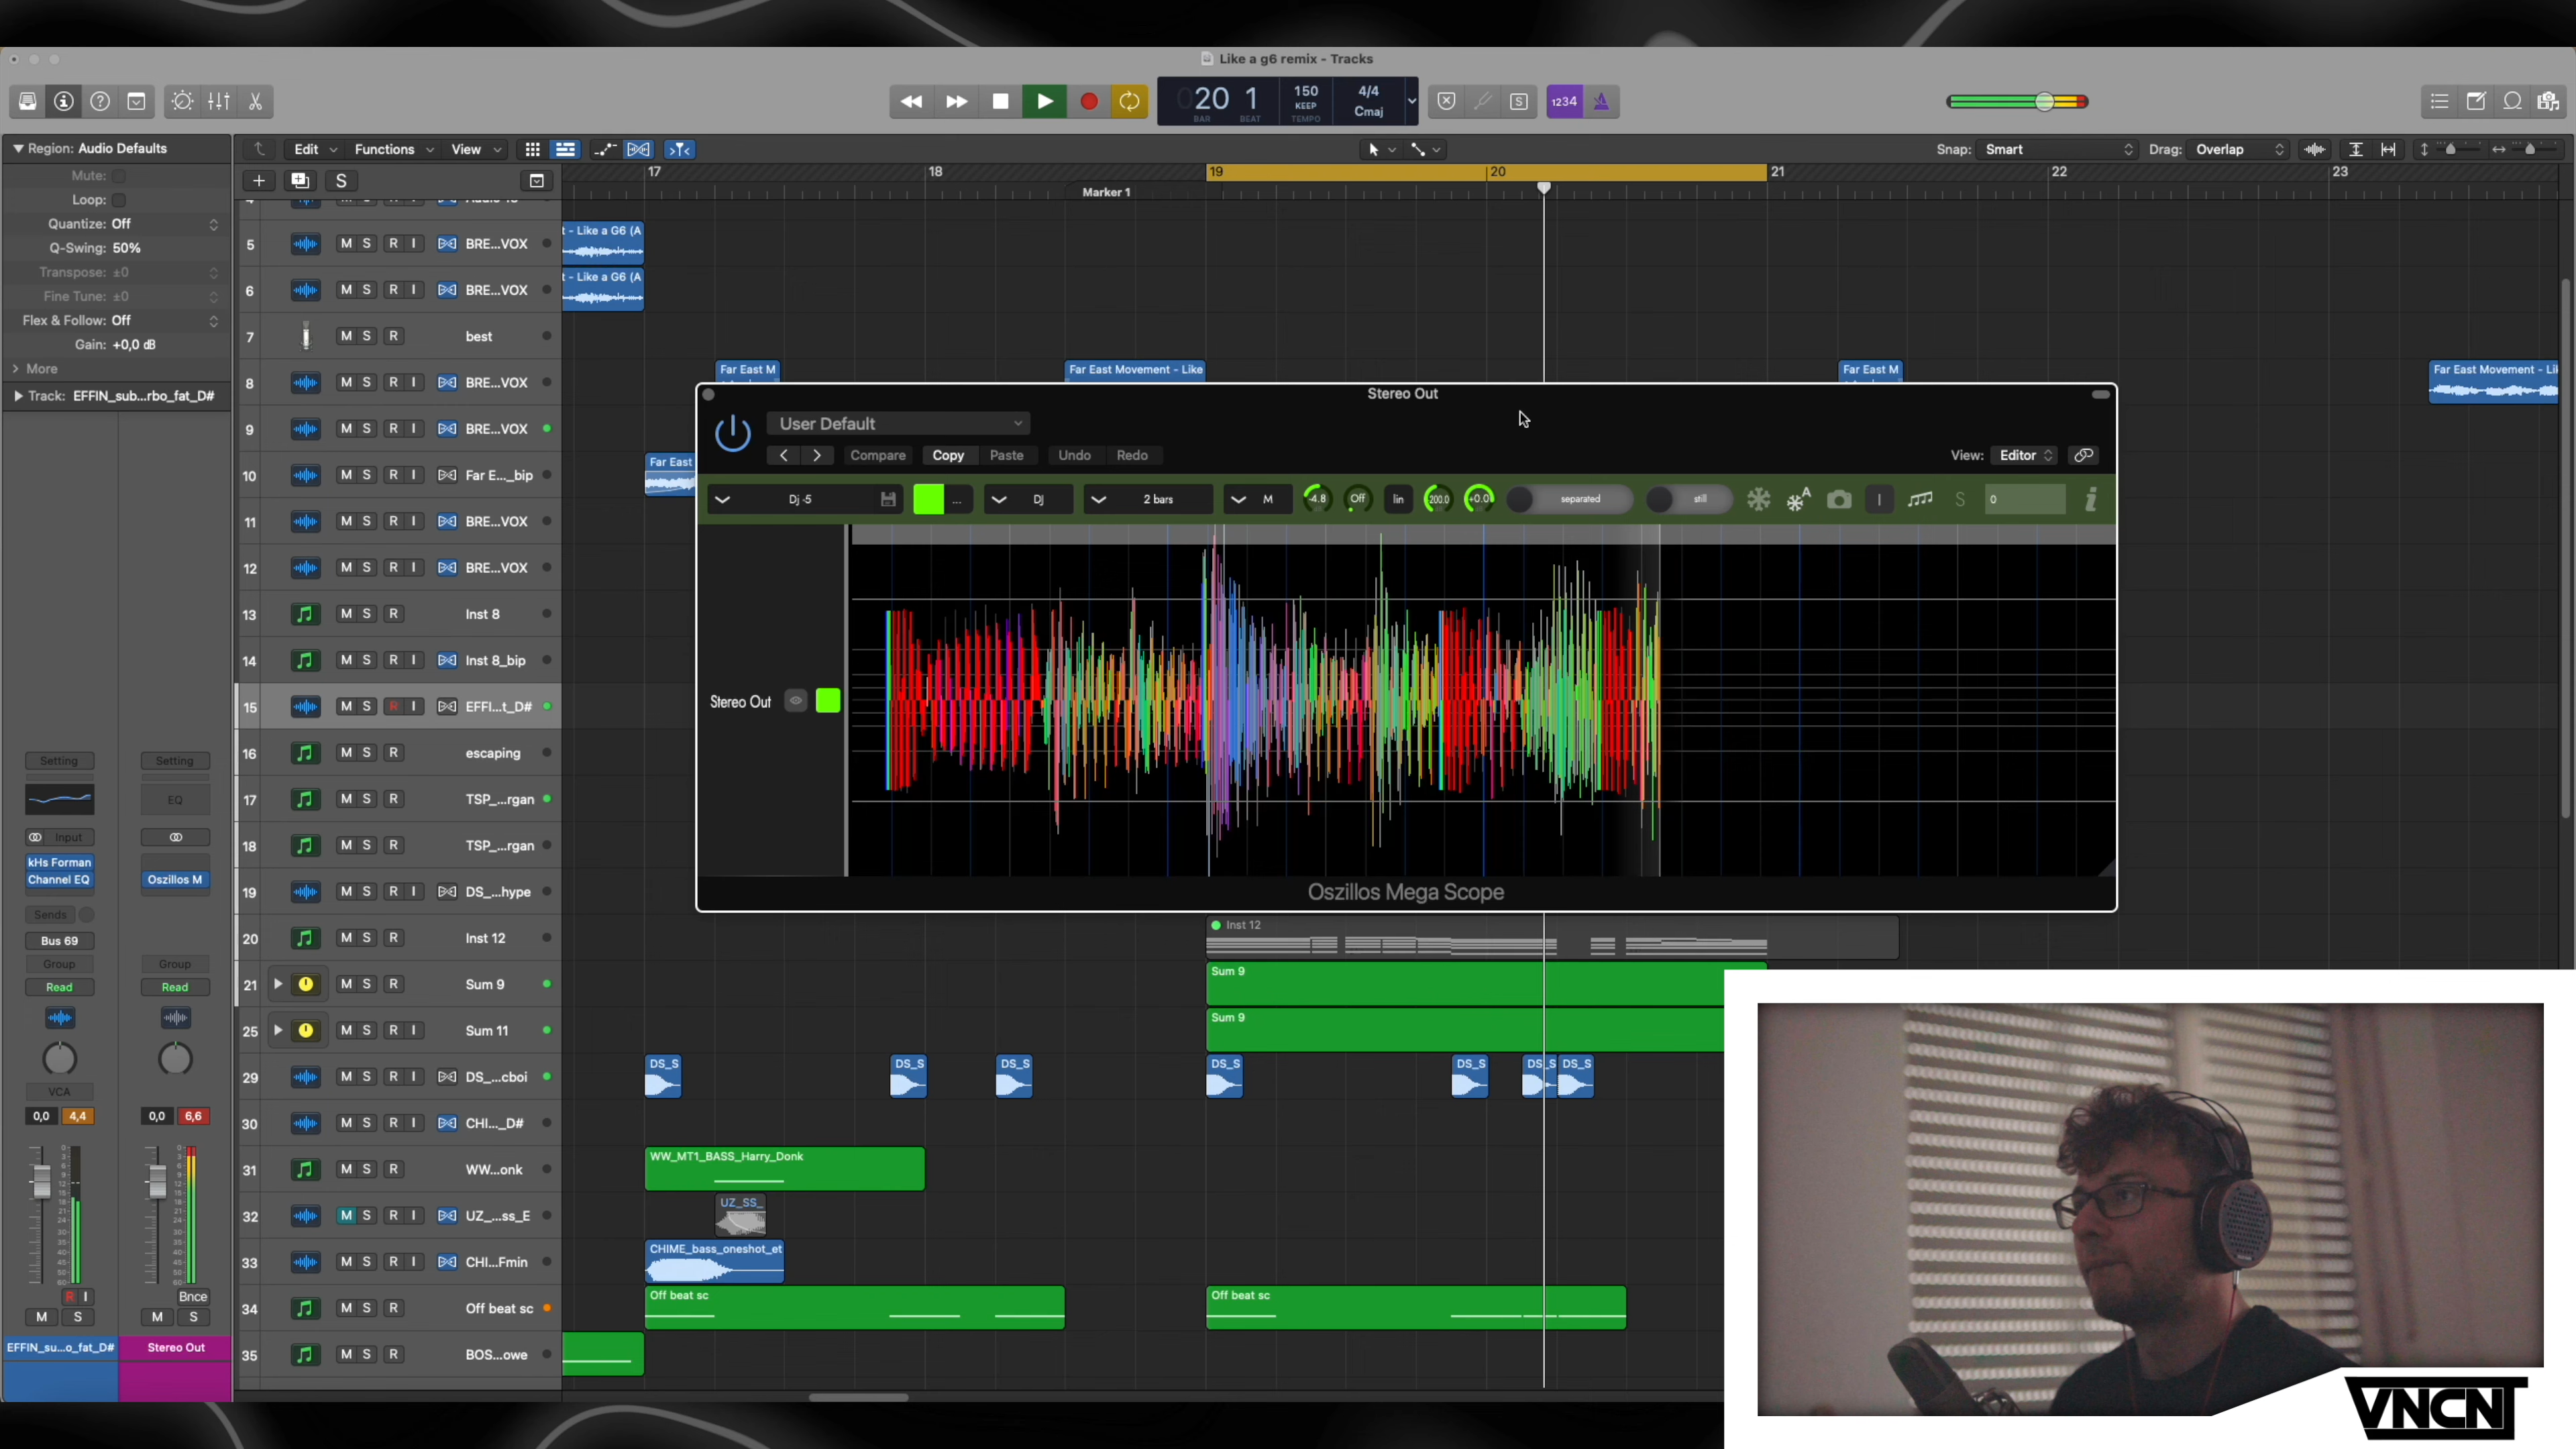 Like a g6 remix - Tracks
20 1
BAR BEAT
150
KEEP
TEMPO
4/4
Cmaj
1234
Region: Audio Defaults
Mute:
Loop:
Quantize: Off
Q-Swing: 50%
Transpose: ±0
Fine Tune: ±0
Flex & Follow: Off
Gain: +0,0 dB
More
Track: EFFIN_sub...rbo_fat_D#
Edit Functions View
Snap: Smart Drag: Overlap
S
17 18 19 20 21 22 23
Marker 1
5 M S R I BRE...VOX
t - Like a G6 (A
6 M S R I BRE...VOX
t - Like a G6 (A
7 M S R best
8 M S R I BRE...VOX
Far East M
Far East Movement - Like
Far East M
Far East Movement - Lik
9 M S R I BRE...VOX
10 M S R I Far E..._bip
Far East
11 M S R I BRE...VOX
12 M S R I BRE...VOX
13 M S R Inst 8
14 M S R I Inst 8_bip
15 M S R I EFFI...t_D#
16 M S R escaping
17 M S R TSP_...rgan
18 M S R TSP_...rgan
19 M S R I DS_...hype
20 M S R Inst 12
21 M S R Sum 9
25 M S R I Sum 11
29 M S R I DS_...cboi
30 M S R I CHI..._D#
31 M S R WW...onk
32 M S R I UZ_...ss_E
33 M S R I CHI...Fmin
34 M S R Off beat sc
35 M S R BOS...owe
Stereo Out
User Default
Compare Copy Paste Undo Redo
View: Editor
Dj -5
...
Dj
2 bars
M
-4.8
Off
lin
200.0
+0.0
separated
still
I
S
0
i
Stereo Out
Oszillos Mega Scope
Inst 12
Sum 9
Sum 9
DS_S DS_S DS_S DS_S DS_S DS_S DS_S
WW_MT1_BASS_Harry_Donk
UZ_SS_
CHIME_bass_oneshot_et
Off beat sc
Off beat sc
Setting Setting
EQ
Input
kHs Forman
Channel EQ
Oszillos M
Sends
Bus 69
Group Group
Read Read
VCA
0,0 4,4 0,0 6,6
R I
Bnce
M S M S
EFFIN_su...o_fat_D# Stereo Out
VNCNT